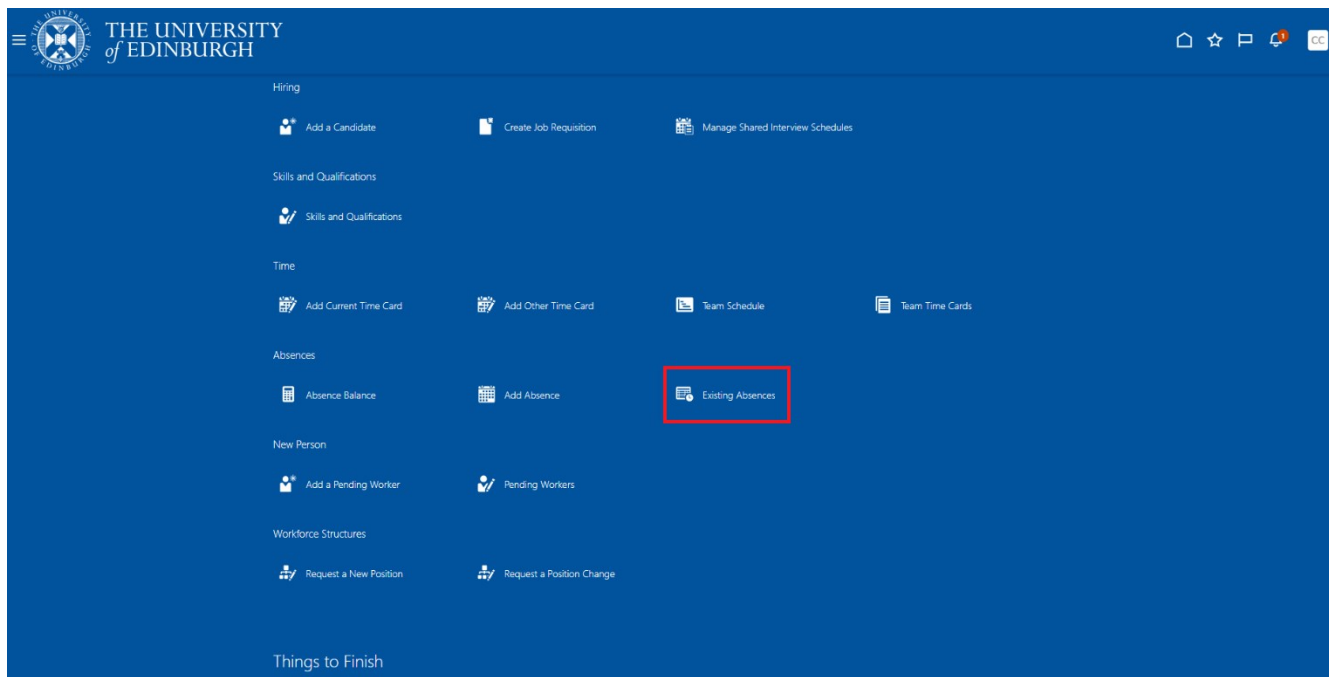 THE UNIVERSITY
of EDINBURGH
1
CC
Hiring
Add a Candidate
Create Job Requisition
Manage Shared Interview Schedules
Skills and Qualifications
Skills and Qualifications
Time
Add Current Time Card
Add Other Time Card
Team Schedule
Team Time Cards
Absences
Absence Balance
Add Absence
Existing Absences
New Person
Add a Pending Worker
Pending Workers
Workforce Structures
Request a New Position
Request a Position Change
Things to Finish